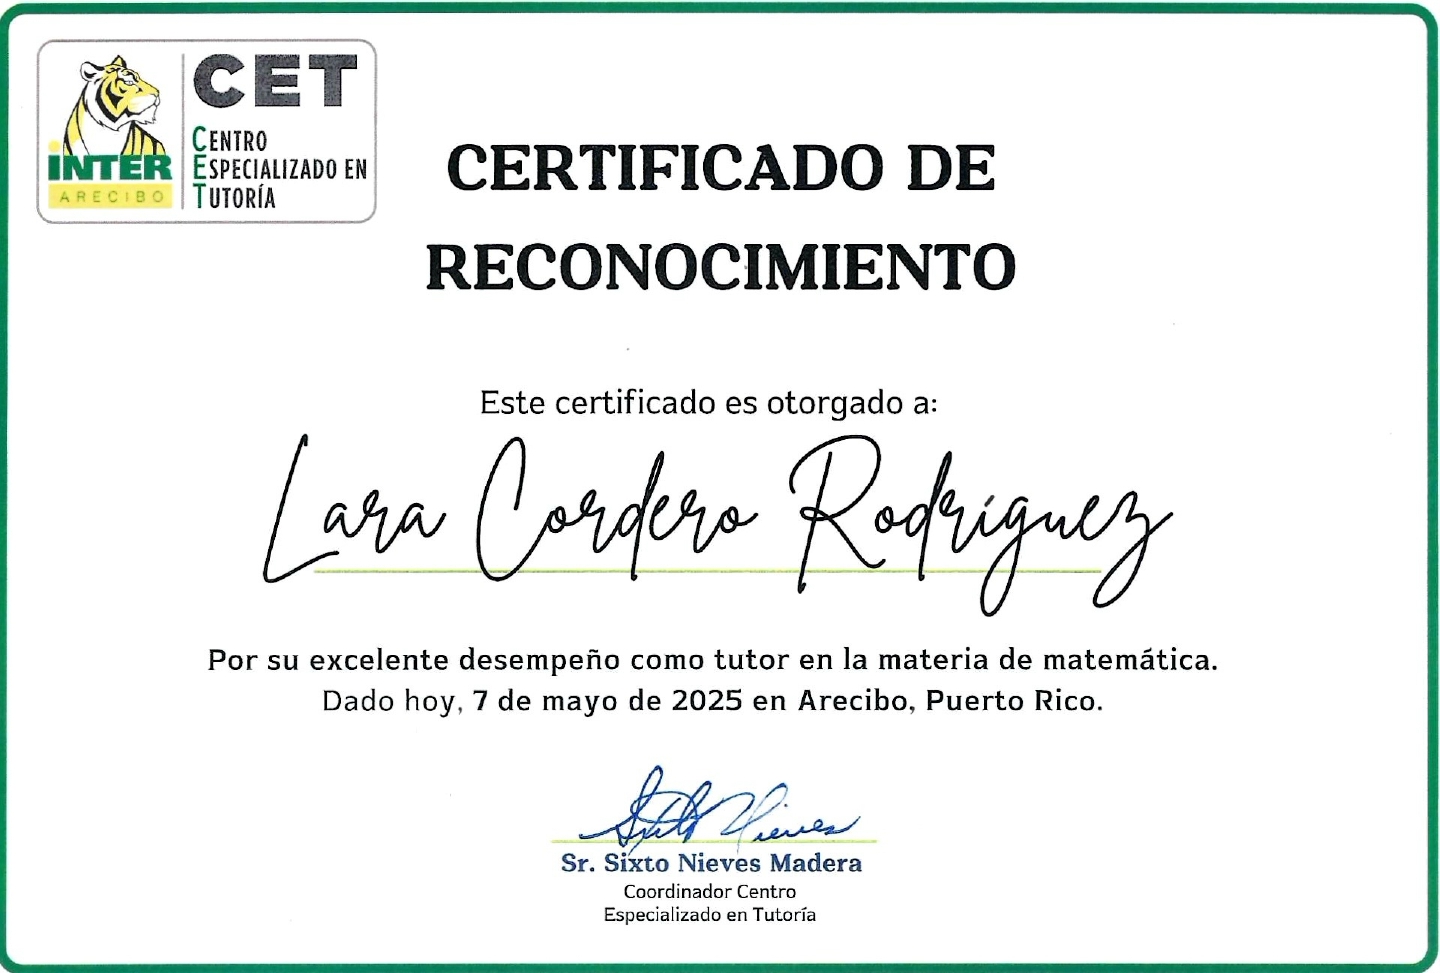 CET
CENTRO
ESPECIALIZADO EN
TUTORÍA
INTER
ARECIBO
CERTIFICADO DE
RECONOCIMIENTO
Este certificado es otorgado a:
Lara Cordero Rodríguez
Por su excelente desempeño como tutor en la materia de matemática.
Dado hoy, 7 de mayo de 2025 en Arecibo, Puerto Rico.
Sixto Nieves
Sr. Sixto Nieves Madera
Coordinador Centro
Especializado en Tutoría